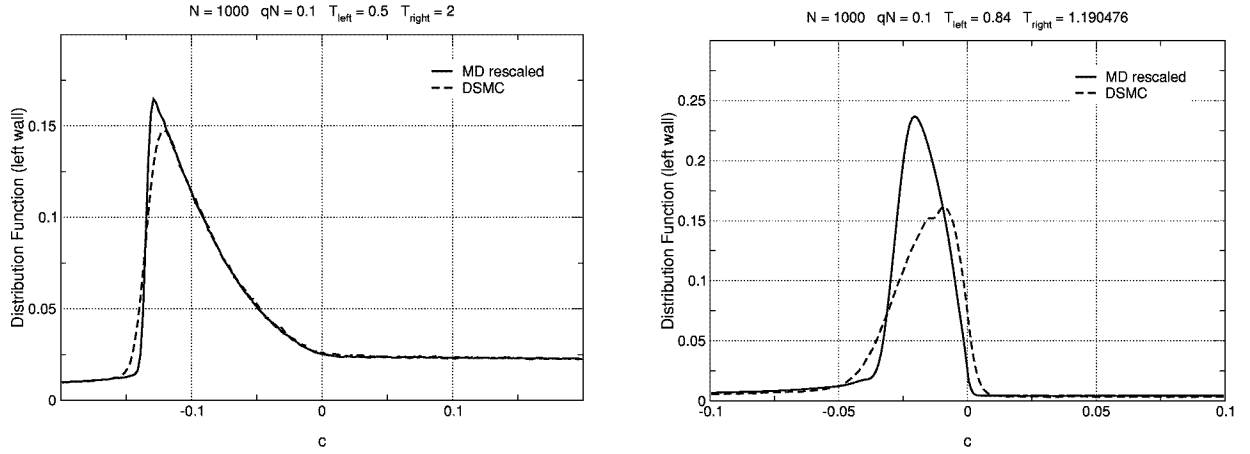 N = 1000 qN = 0.1 T_left = 0.5 T_right = 2
MD rescaled
DSMC
Distribution Function (left wall)
0.15
0.1
0.05
0
-0.1
0
0.1
c
N = 1000 qN = 0.1 T_left = 0.84 T_right = 1.190476
MD rescaled
DSMC
Distribution Function (left wall)
0.25
0.2
0.15
0.1
0.05
0
-0.1
-0.05
0
0.05
0.1
c